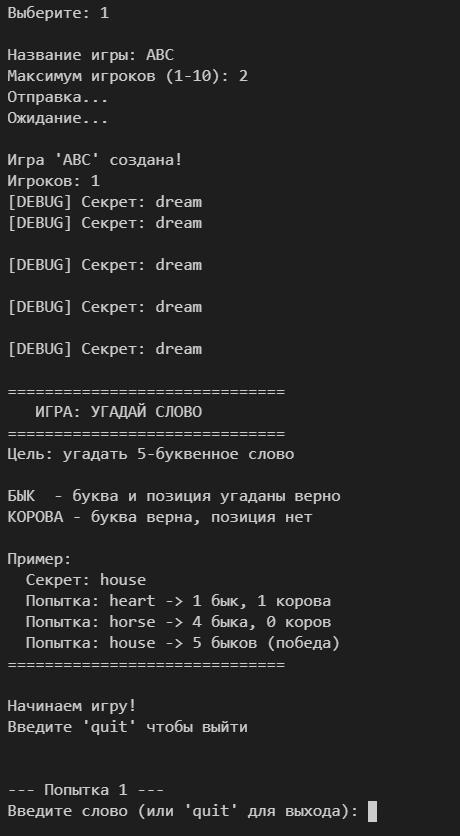 Выберите: 1
Название игры: ABC
Максимум игроков (1-10): 2
Отправка...
Ожидание...
Игра 'ABC' создана!
Игроков: 1
[DEBUG] Секрет: dream
[DEBUG] Секрет: dream
[DEBUG] Секрет: dream
[DEBUG] Секрет: dream
[DEBUG] Секрет: dream
==============================
   ИГРА: УГАДАЙ СЛОВО
==============================
Цель: угадать 5-буквенное слово
БЫК  - буква и позиция угаданы верно
КОРОВА - буква верна, позиция нет
Пример:
  Секрет: house
  Попытка: heart -> 1 бык, 1 корова
  Попытка: horse -> 4 быка, 0 коров
  Попытка: house -> 5 быков (победа)
==============================
Начинаем игру!
Введите 'quit' чтобы выйти
--- Попытка 1 ---
Введите слово (или 'quit' для выхода):